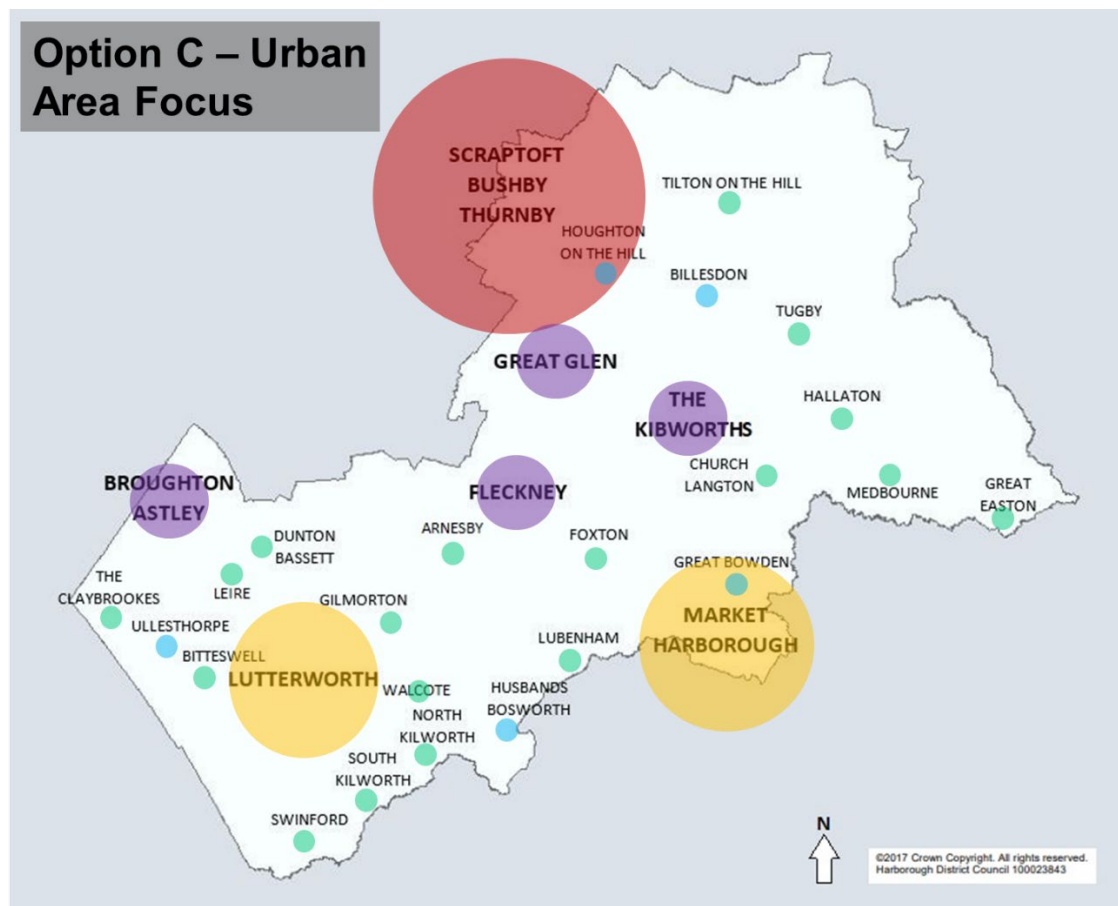 Option C – Urban
Area Focus
SCRAPTOFT
BUSHBY
THURNBY
TILTON ON THE HILL
HOUGHTON
ON THE HILL
BILLESDON
TUGBY
GREAT GLEN
THE
KIBWORTHS
HALLATON
CHURCH
LANGTON
MEDBOURNE
GREAT
EASTON
BROUGHTON
ASTLEY
FLECKNEY
DUNTON
BASSETT
ARNESBY
FOXTON
GREAT BOWDEN
LEIRE
THE
CLAYBROOKES
GILMORTON
MARKET
HARBOROUGH
ULLESTHORPE
BITTESWELL
LUBENHAM
LUTTERWORTH
WALCOTE
HUSBANDS
BOSWORTH
NORTH
KILWORTH
SOUTH
KILWORTH
SWINFORD
N
©2017 Crown Copyright. All rights reserved.
Harborough District Council 100023843